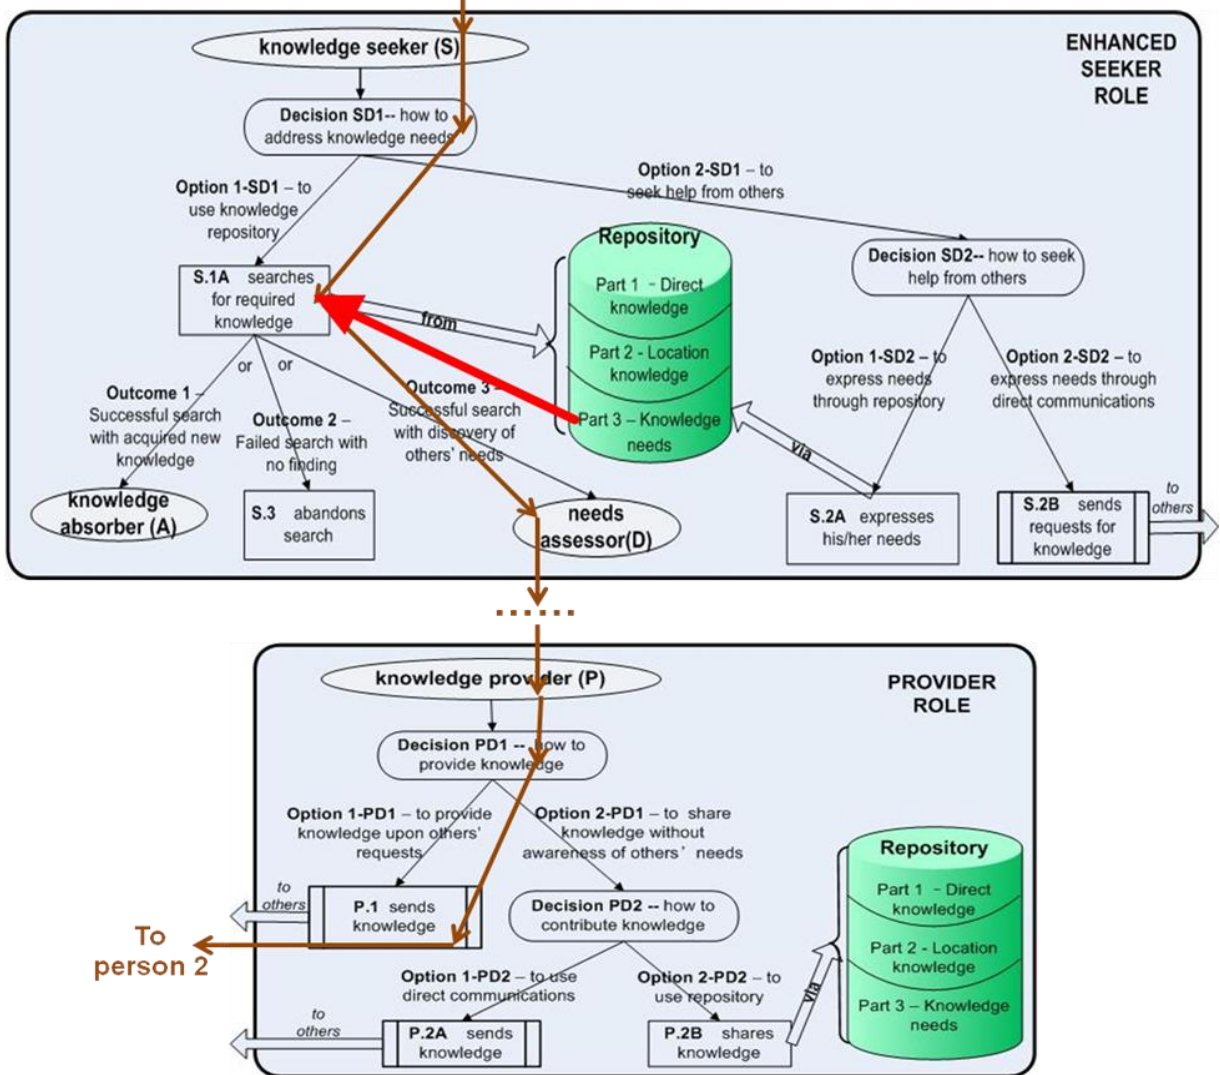 knowledge seeker (S)
ENHANCED
SEEKER
ROLE
Decision SD1-- how to
address knowledge needs
Option 1-SD1 – to
use knowledge
repository
Option 2-SD1 – to
seek help from others
S.1A searches
for required
knowledge
from
Repository
Part 1 - Direct
knowledge
Part 2 - Location
knowledge
Part 3 – Knowledge
needs
Decision SD2-- how to seek
help from others
Option 1-SD2 – to
express needs
through repository
Option 2-SD2 – to
express needs through
direct communications
via
or or
Outcome 1 –
Successful search
with acquired new
knowledge
Outcome 2 –
Failed search with
no finding
Outcome 3 –
Successful search
with discovery of
others' needs
knowledge
absorber (A)
S.3 abandons
search
needs
assessor(D)
S.2A expresses
his/her needs
S.2B sends
requests for
knowledge
to
others
.......
knowledge provider (P)
PROVIDER
ROLE
Decision PD1 -- how to
provide knowledge
Option 1-PD1 – to provide
knowledge upon others'
requests
Option 2-PD1 – to share
knowledge without
awareness of others' needs
to
others
P.1 sends
knowledge
Decision PD2 -- how to
contribute knowledge
Repository
Part 1 - Direct
knowledge
Part 2 - Location
knowledge
Part 3 – Knowledge
needs
To
person 2
Option 1-PD2 – to use
direct communications
Option 2-PD2 – to
use repository
via
to
others
P.2A sends
knowledge
P.2B shares
knowledge